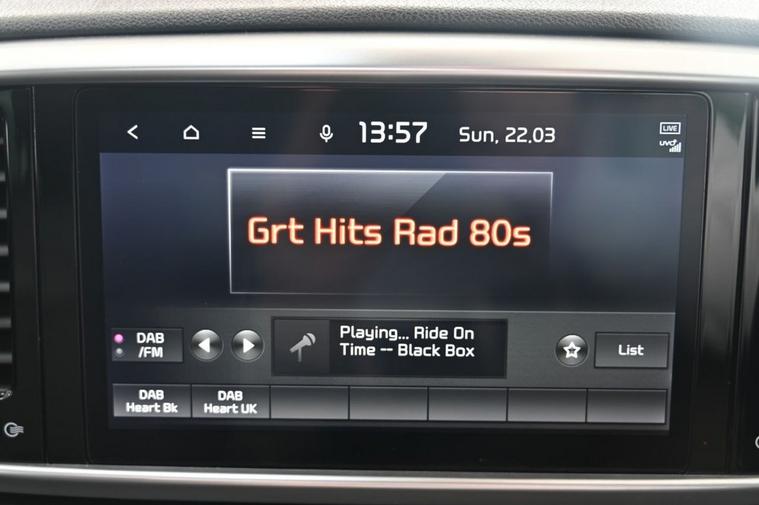 13:57 Sun, 22.03 LIVE
UVO
Grt Hits Rad 80s
DAB
/FM
Playing... Ride On
Time -- Black Box
List
DAB
Heart Bk
DAB
Heart UK